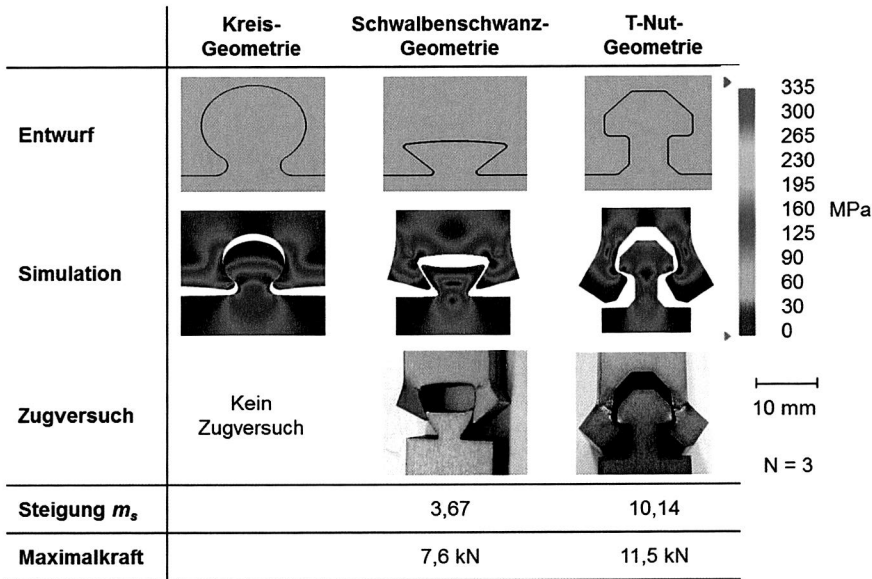 Kreis-
Geometrie
Schwalbenschwanz-
Geometrie
T-Nut-
Geometrie
Entwurf
Simulation
Zugversuch
Kein
Zugversuch
335
300
265
230
195
160
125
90
60
30
0
MPa
10 mm
N = 3
Steigung mₛ
3,67
10,14
Maximalkraft
7,6 kN
11,5 kN